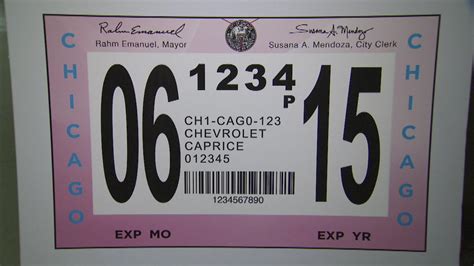 Rahm Emanuel
Rahm Emanuel, Mayor
Susana A. Mendoza
Susana A. Mendoza, City Clerk
CHICAGO
06
1234
P
CH1-CAG0-123
CHEVROLET
CAPRICE
012345
1234567890
15
CHICAGO
EXP MO
EXP YR